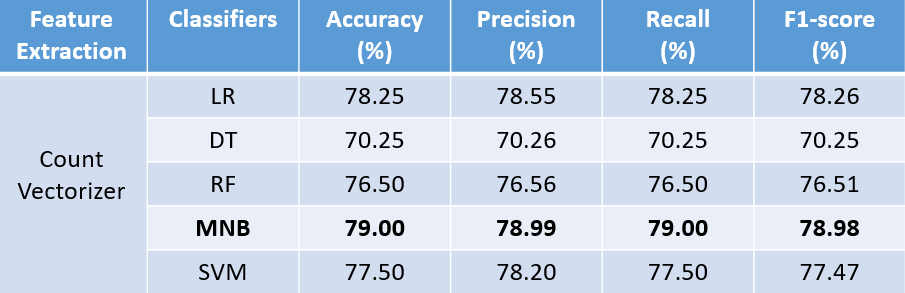 Feature Extraction Classifiers Accuracy (%) Precision (%) Recall (%) F1-score (%)
Count Vectorizer LR 78.25 78.55 78.25 78.26
DT 70.25 70.26 70.25 70.25
RF 76.50 76.56 76.50 76.51
MNB 79.00 78.99 79.00 78.98
SVM 77.50 78.20 77.50 77.47